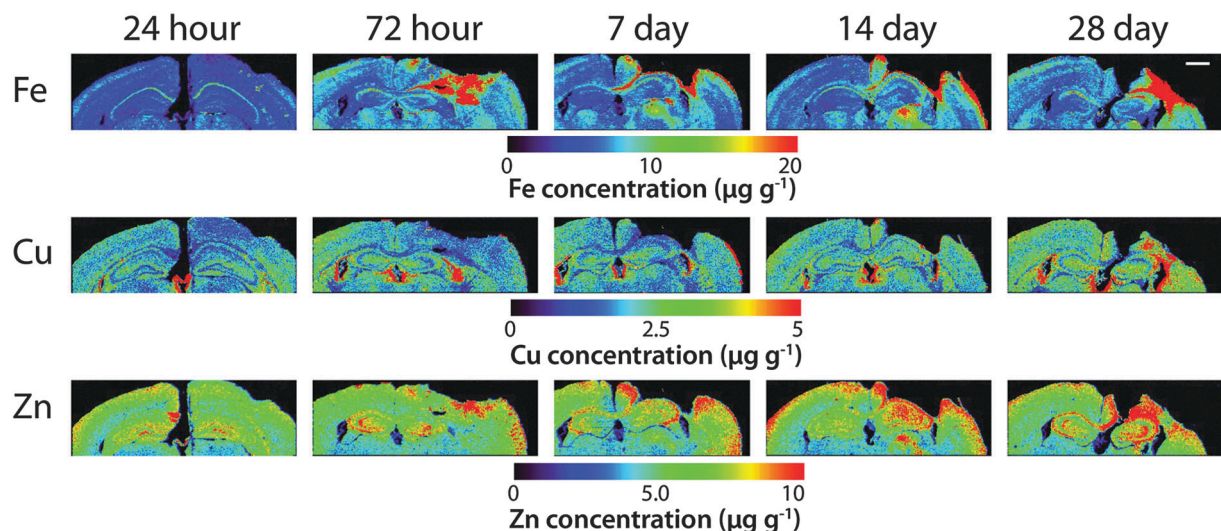 24 hour 72 hour 7 day 14 day 28 day
Fe
0 10 20
Fe concentration (µg g⁻¹)
Cu
0 2.5 5
Cu concentration (µg g⁻¹)
Zn
0 5.0 10
Zn concentration (µg g⁻¹)